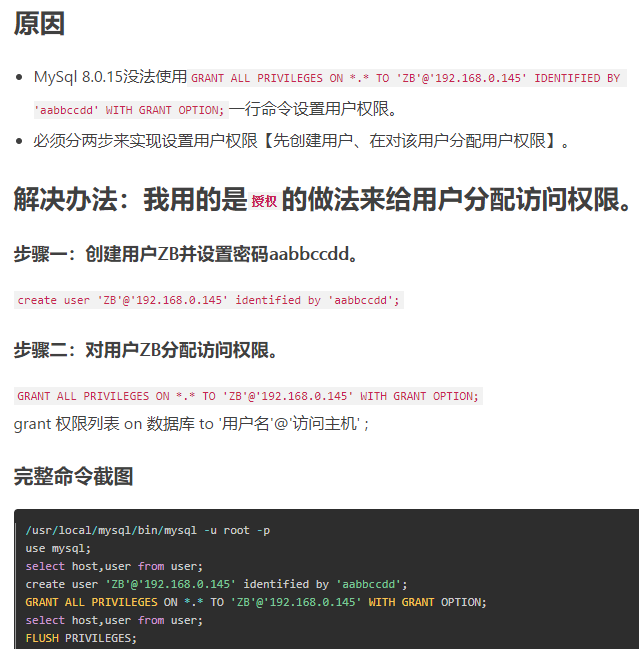 原因
MySql 8.0.15没法使用 GRANT ALL PRIVILEGES ON *.* TO 'ZB'@'192.168.0.145' IDENTIFIED BY
'aabbccdd' WITH GRANT OPTION; 一行命令设置用户权限。
必须分两步来实现设置用户权限【先创建用户、在对该用户分配用户权限】。
解决办法：我用的是 授权 的做法来给用户分配访问权限。
步骤一：创建用户ZB并设置密码aabbccdd。
create user 'ZB'@'192.168.0.145' identified by 'aabbccdd';
步骤二：对用户ZB分配访问权限。
GRANT ALL PRIVILEGES ON *.* TO 'ZB'@'192.168.0.145' WITH GRANT OPTION;
grant 权限列表 on 数据库 to '用户名'@'访问主机' ;
完整命令截图
/usr/local/mysql/bin/mysql -u root -p
use mysql;
select host,user from user;
create user 'ZB'@'192.168.0.145' identified by 'aabbccdd';
GRANT ALL PRIVILEGES ON *.* TO 'ZB'@'192.168.0.145' WITH GRANT OPTION;
select host,user from user;
FLUSH PRIVILEGES;